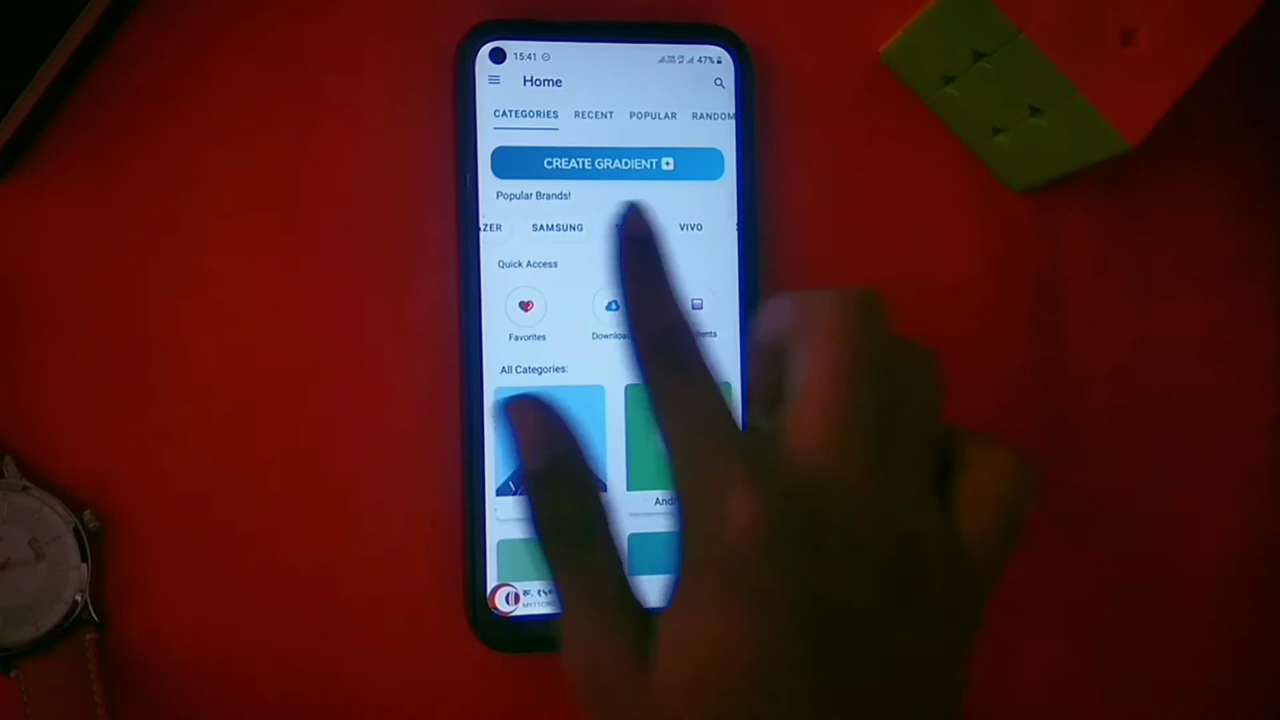 15:41 47%
Home
CATEGORIES RECENT POPULAR RANDOM
CREATE GRADIENT
Popular Brands!
AZER SAMSUNG VIVO
Quick Access
Favorites
All Categories: